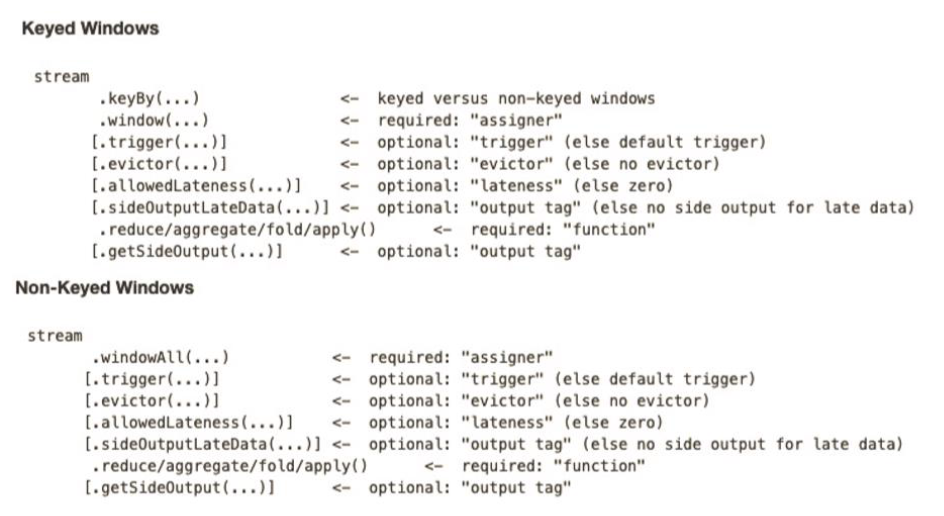 Keyed Windows
stream
.keyBy(...) <- keyed versus non-keyed windows
.window(...) <- required: "assigner"
[.trigger(...)] <- optional: "trigger" (else default trigger)
[.evictor(...)] <- optional: "evictor" (else no evictor)
[.allowedLateness(...)] <- optional: "lateness" (else zero)
[.sideOutputLateData(...)] <- optional: "output tag" (else no side output for late data)
.reduce/aggregate/fold/apply() <- required: "function"
[.getSideOutput(...)] <- optional: "output tag"
Non-Keyed Windows
stream
.windowAll(...) <- required: "assigner"
[.trigger(...)] <- optional: "trigger" (else default trigger)
[.evictor(...)] <- optional: "evictor" (else no evictor)
[.allowedLateness(...)] <- optional: "lateness" (else zero)
[.sideOutputLateData(...)] <- optional: "output tag" (else no side output for late data)
.reduce/aggregate/fold/apply() <- required: "function"
[.getSideOutput(...)] <- optional: "output tag"